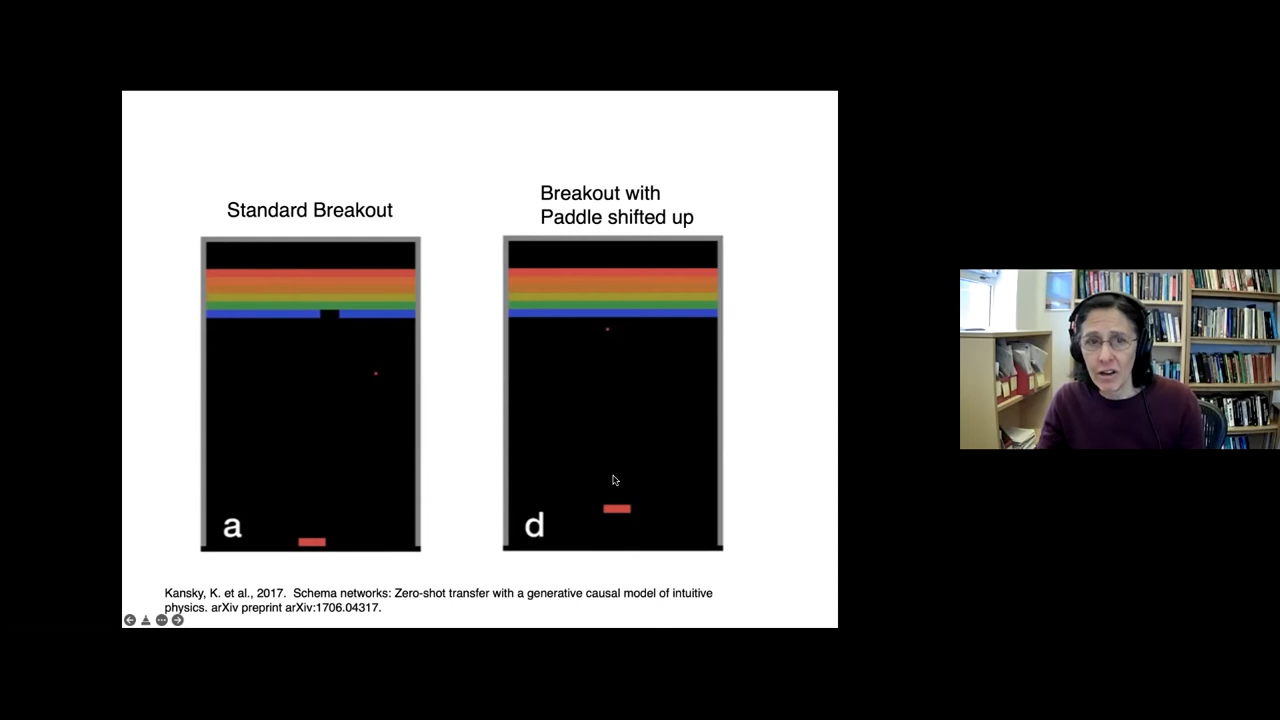 Standard Breakout
Breakout with
Paddle shifted up
a
d
Kansky, K. et al., 2017.  Schema networks: Zero-shot transfer with a generative causal model of intuitive
physics. arXiv preprint arXiv:1706.04317.